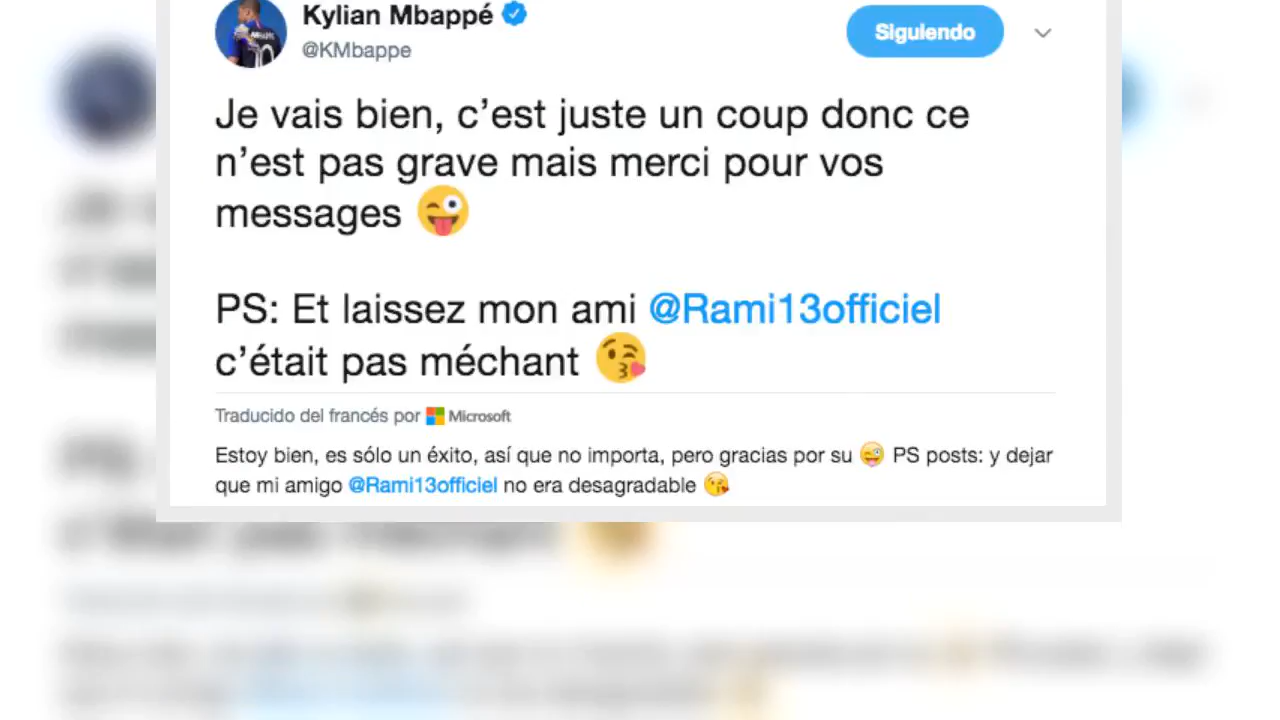 Kylian Mbappé
@KMbappe
Siguiendo
Je vais bien, c’est juste un coup donc ce
n’est pas grave mais merci pour vos
messages 😜
PS: Et laissez mon ami @Rami13officiel
c’était pas méchant 😘
Traducido del francés por Microsoft
Estoy bien, es sólo un éxito, así que no importa, pero gracias por su 😜 PS posts: y dejar
que mi amigo @Rami13officiel no era desagradable 😘